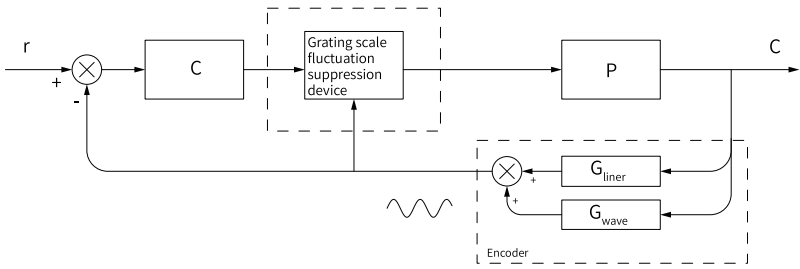 r
C
Grating scale
fluctuation
suppression
device
P
C
+
-
G liner
+
+
G wave
Encoder